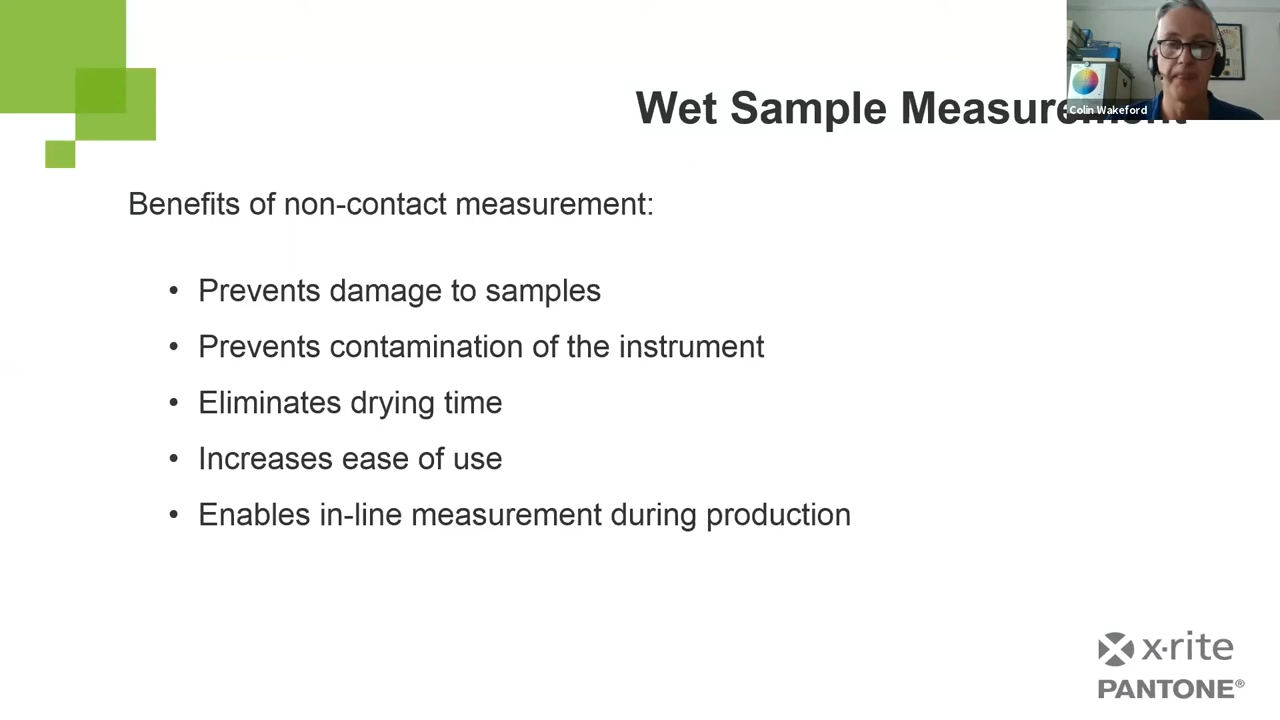 Wet Sample Measurement
Colin Wakeford
Benefits of non-contact measurement:
• Prevents damage to samples
• Prevents contamination of the instrument
• Eliminates drying time
• Increases ease of use
• Enables in-line measurement during production
x·rite
PANTONE®